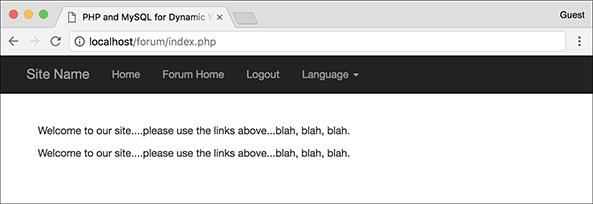 PHP and MySQL for Dynamic
Guest
localhost/forum/index.php
Site Name Home Forum Home Logout Language
Welcome to our site....please use the links above...blah, blah, blah.
Welcome to our site....please use the links above...blah, blah, blah.